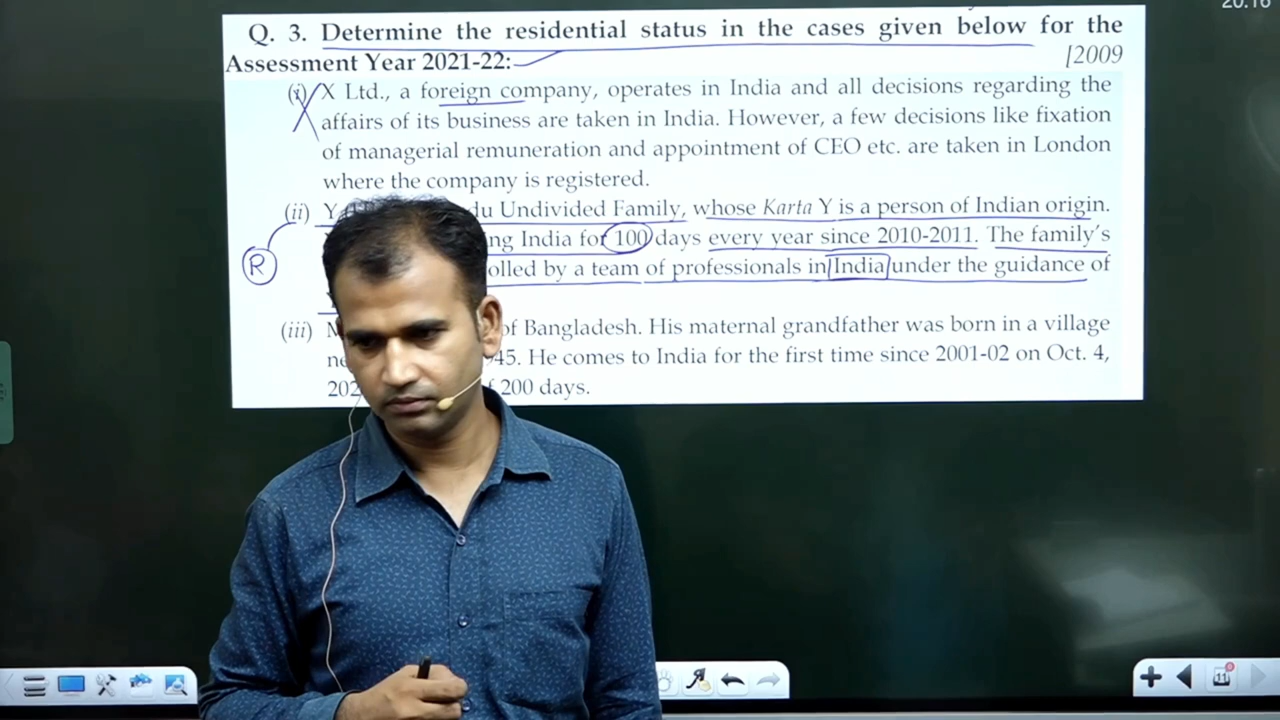 20:16
Q. 3. Determine the residential status in the cases given below for the
Assessment Year 2021-22: [2009
(i) X Ltd., a foreign company, operates in India and all decisions regarding the
affairs of its business are taken in India. However, a few decisions like fixation
of managerial remuneration and appointment of CEO etc. are taken in London
where the company is registered.
(ii) Undivided Family, whose Karta Y is a person of Indian origin.
India for 100 days every year since 2010-2011. The family's
R
by a team of professionals in India under the guidance of
(iii) of Bangladesh. His maternal grandfather was born in a village
He comes to India for the first time since 2001-02 on Oct. 4,
200 days.
11